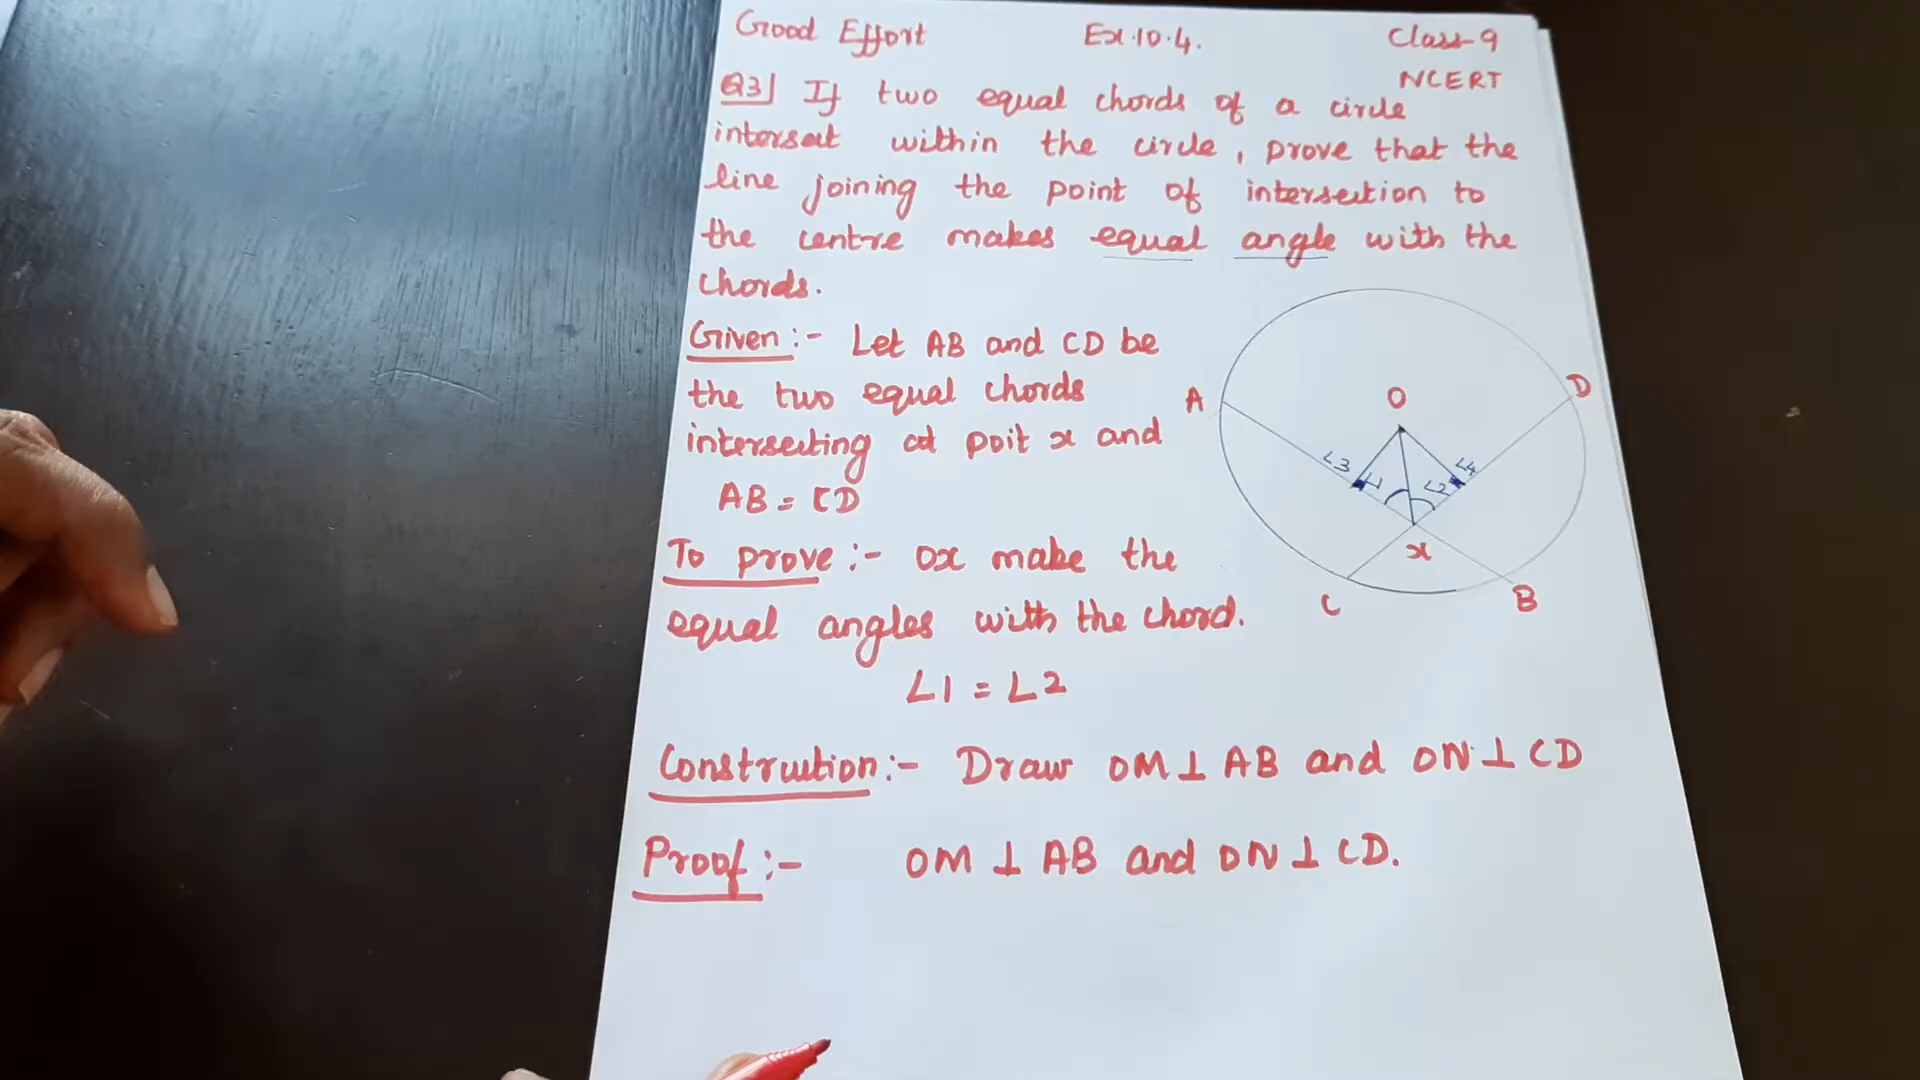 Good Effort Ex.10.4. Class-9
NCERT
Q3] If two equal chords of a circle
intersect within the circle, prove that the
line joining the point of intersection to
the centre makes equal angle with the
chords.
Given :- Let AB and CD be
the two equal chords
intersecting at poit x and
AB = CD
To prove :- ox make the
equal angles with the chord.
∠1 = ∠2
Construction :- Draw OM ⊥ AB and ON ⊥ CD
Proof :- OM ⊥ AB and ON ⊥ CD.
A
O
D
∠3
∠1
∠2
∠4
x
C
B